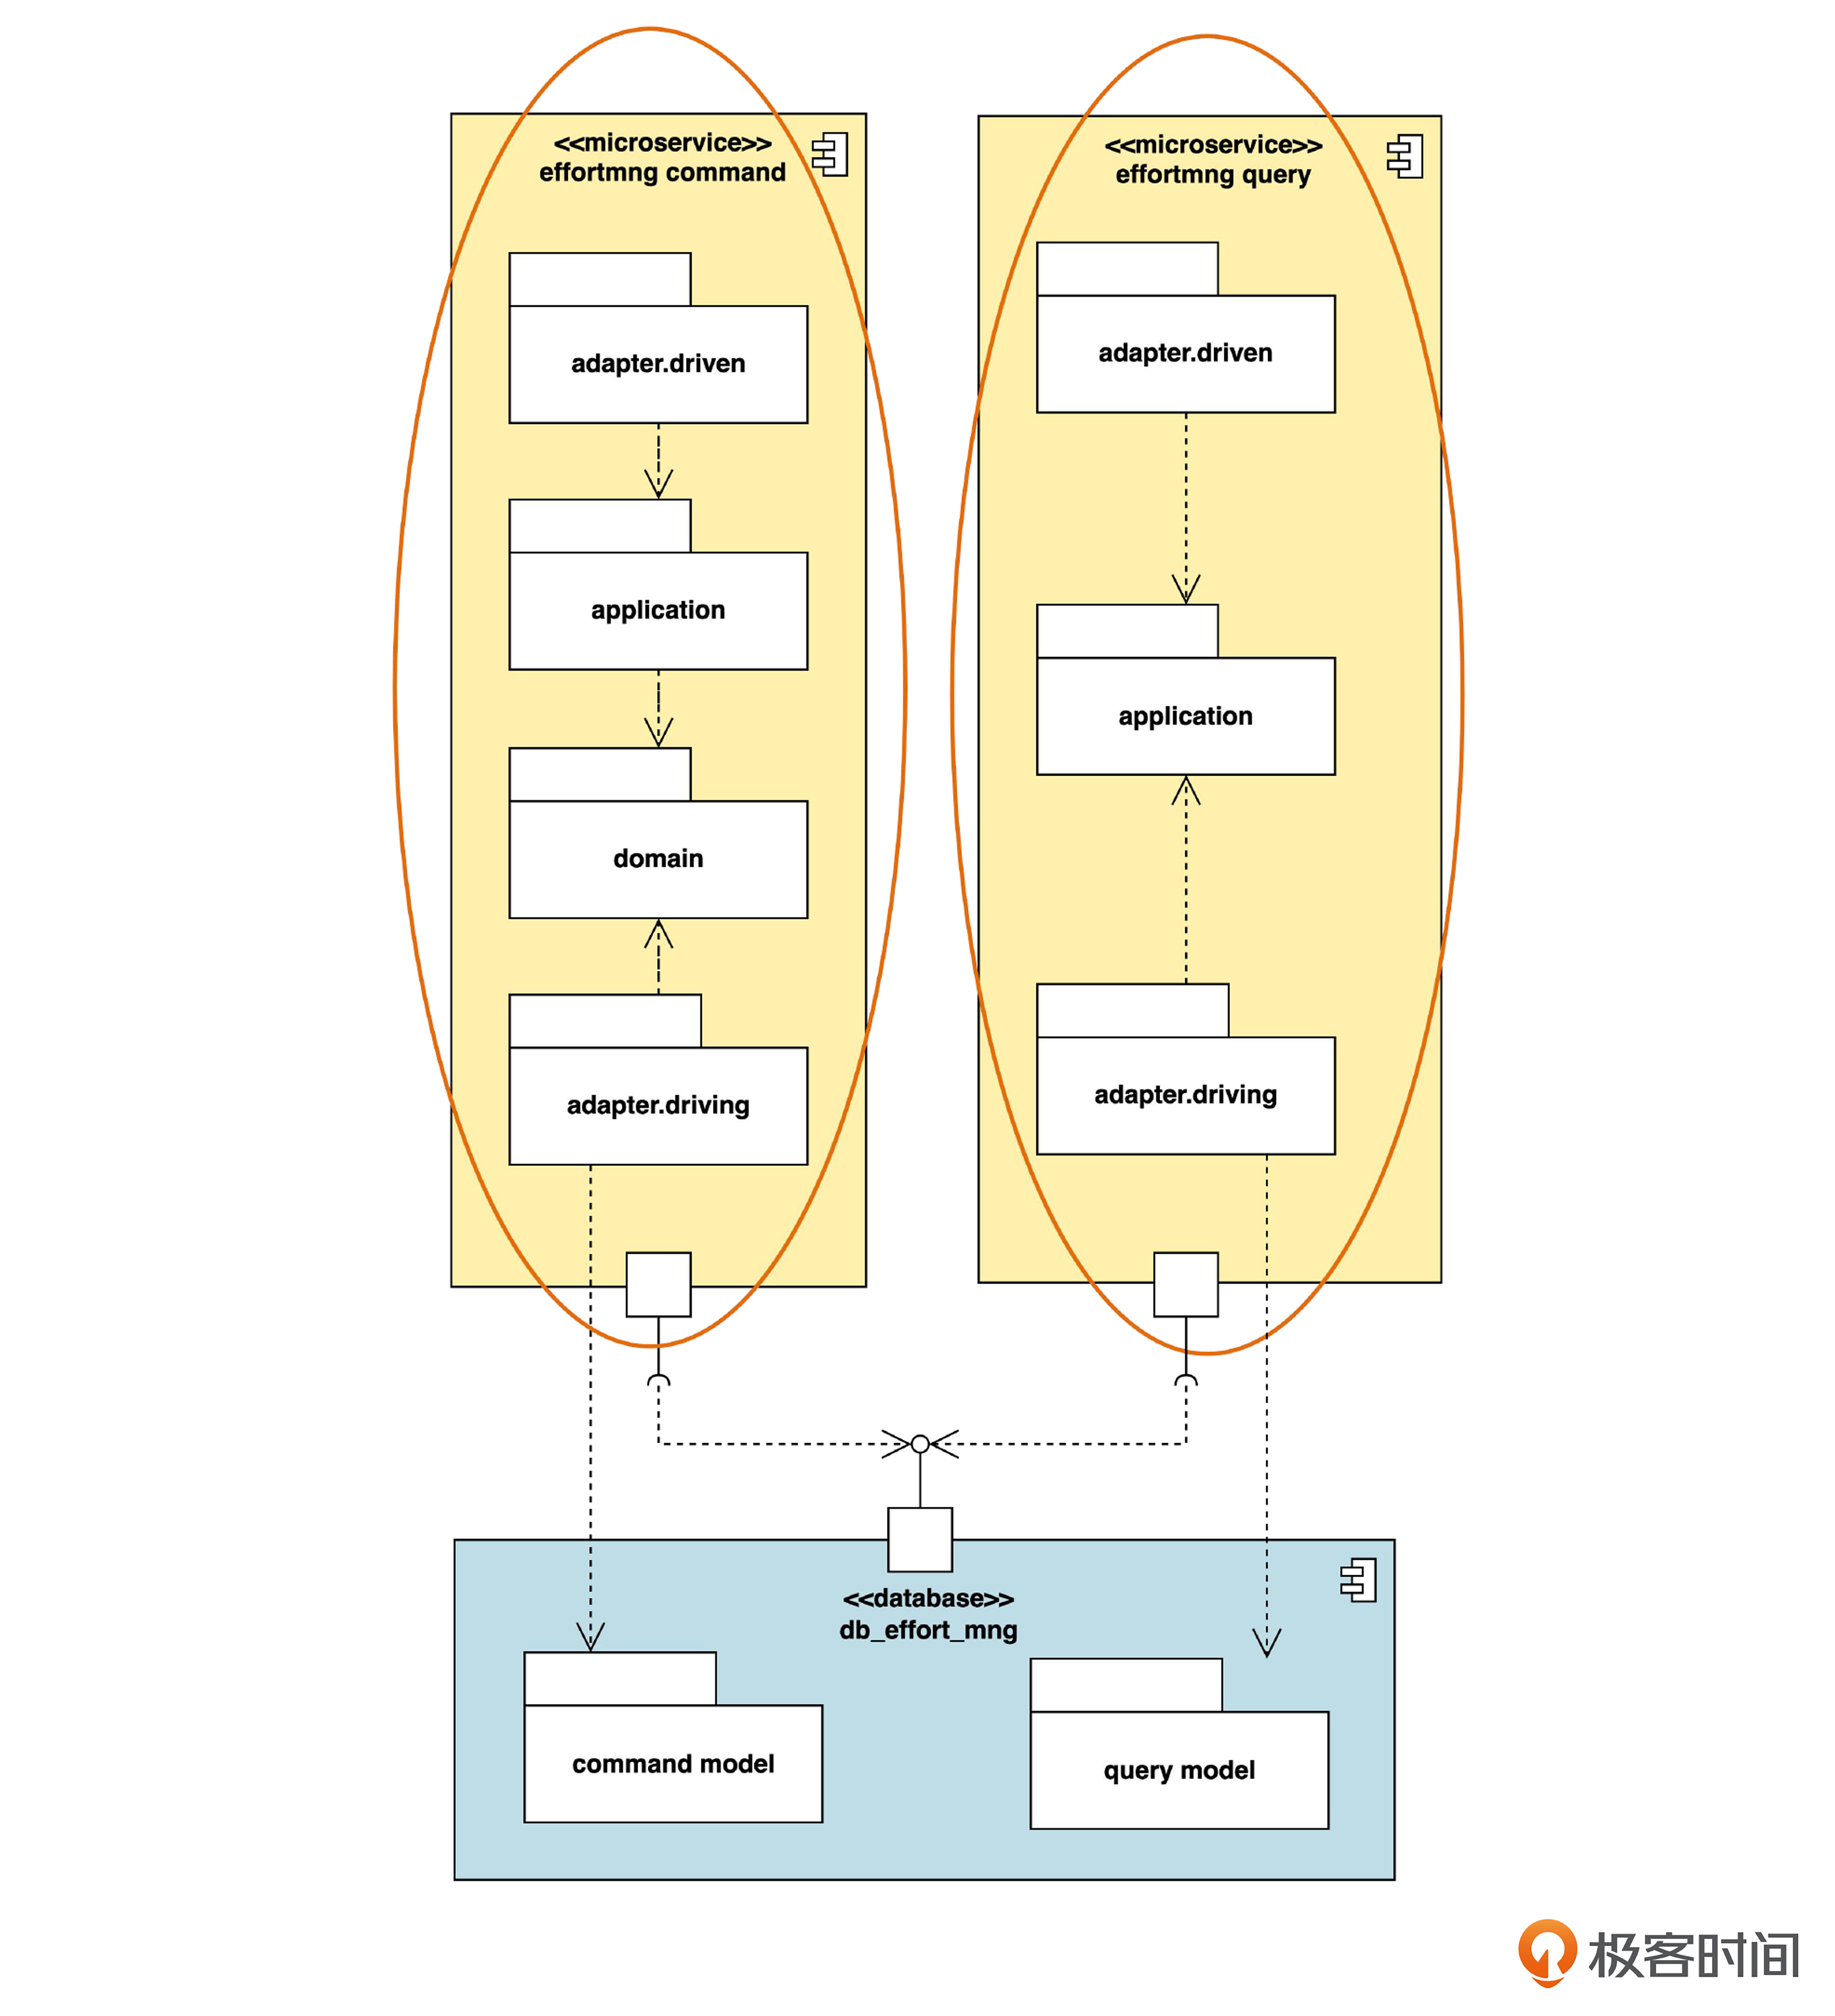 <<microservice>>
effortmng command
adapter.driven
application
domain
adapter.driving
<<microservice>>
effortmng query
adapter.driven
application
adapter.driving
<<database>>
db_effort_mng
command model
query model
极客时间